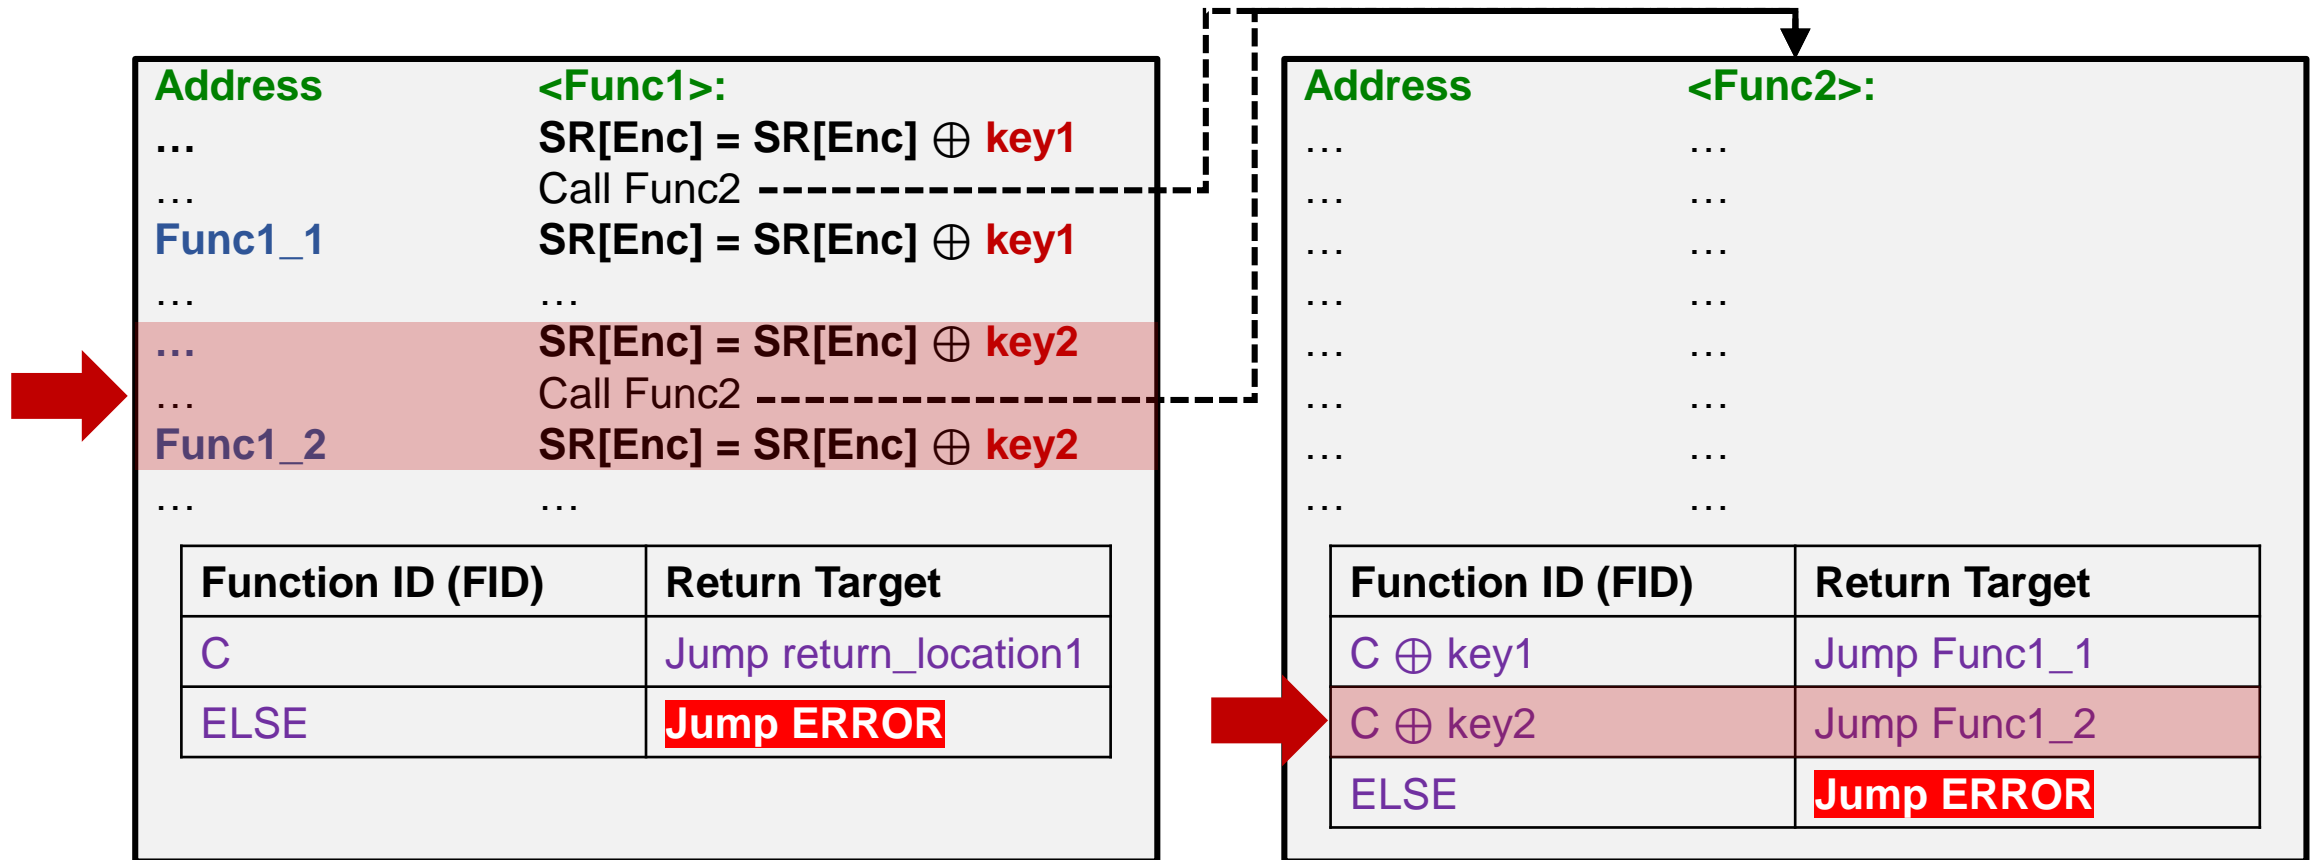 Address <Func1>:
… SR[Enc] = SR[Enc] ⊕ key1
… Call Func2
Func1_1 SR[Enc] = SR[Enc] ⊕ key1
… …
… SR[Enc] = SR[Enc] ⊕ key2
… Call Func2
Func1_2 SR[Enc] = SR[Enc] ⊕ key2
… …
Function ID (FID) Return Target
C Jump return_location1
ELSE Jump ERROR
Address <Func2>:
… …
… …
… …
… …
… …
… …
… …
… …
Function ID (FID) Return Target
C ⊕ key1 Jump Func1_1
C ⊕ key2 Jump Func1_2
ELSE Jump ERROR